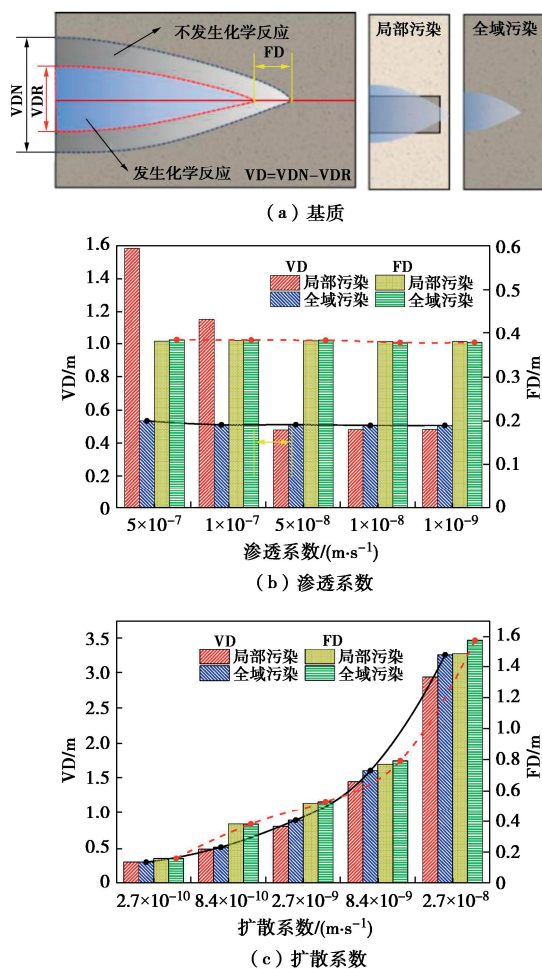 不发生化学反应
FD
局部污染
全域污染
VDN
VDR
发生化学反应
VD=VDN−VDR
(a)基质
1.6
1.4
1.2
1.0
0.8
0.6
0.4
0.2
0
VD/m
VD
FD
局部污染
局部污染
全域污染
全域污染
0.6
0.5
0.4
0.3
0.2
0.1
0
FD/m
5×10⁻⁷
1×10⁻⁷
5×10⁻⁸
1×10⁻⁸
1×10⁻⁹
渗透系数/(m·s⁻¹)
(b)渗透系数
3.5
3.0
2.5
2.0
1.5
1.0
0.5
0
VD/m
VD
FD
局部污染
局部污染
全域污染
全域污染
1.6
1.4
1.2
1.0
0.8
0.6
0.4
0.2
0
FD/m
2.7×10⁻¹⁰
8.4×10⁻¹⁰
2.7×10⁻⁹
8.4×10⁻⁹
2.7×10⁻⁸
扩散系数/(m·s⁻¹)
(c)扩散系数